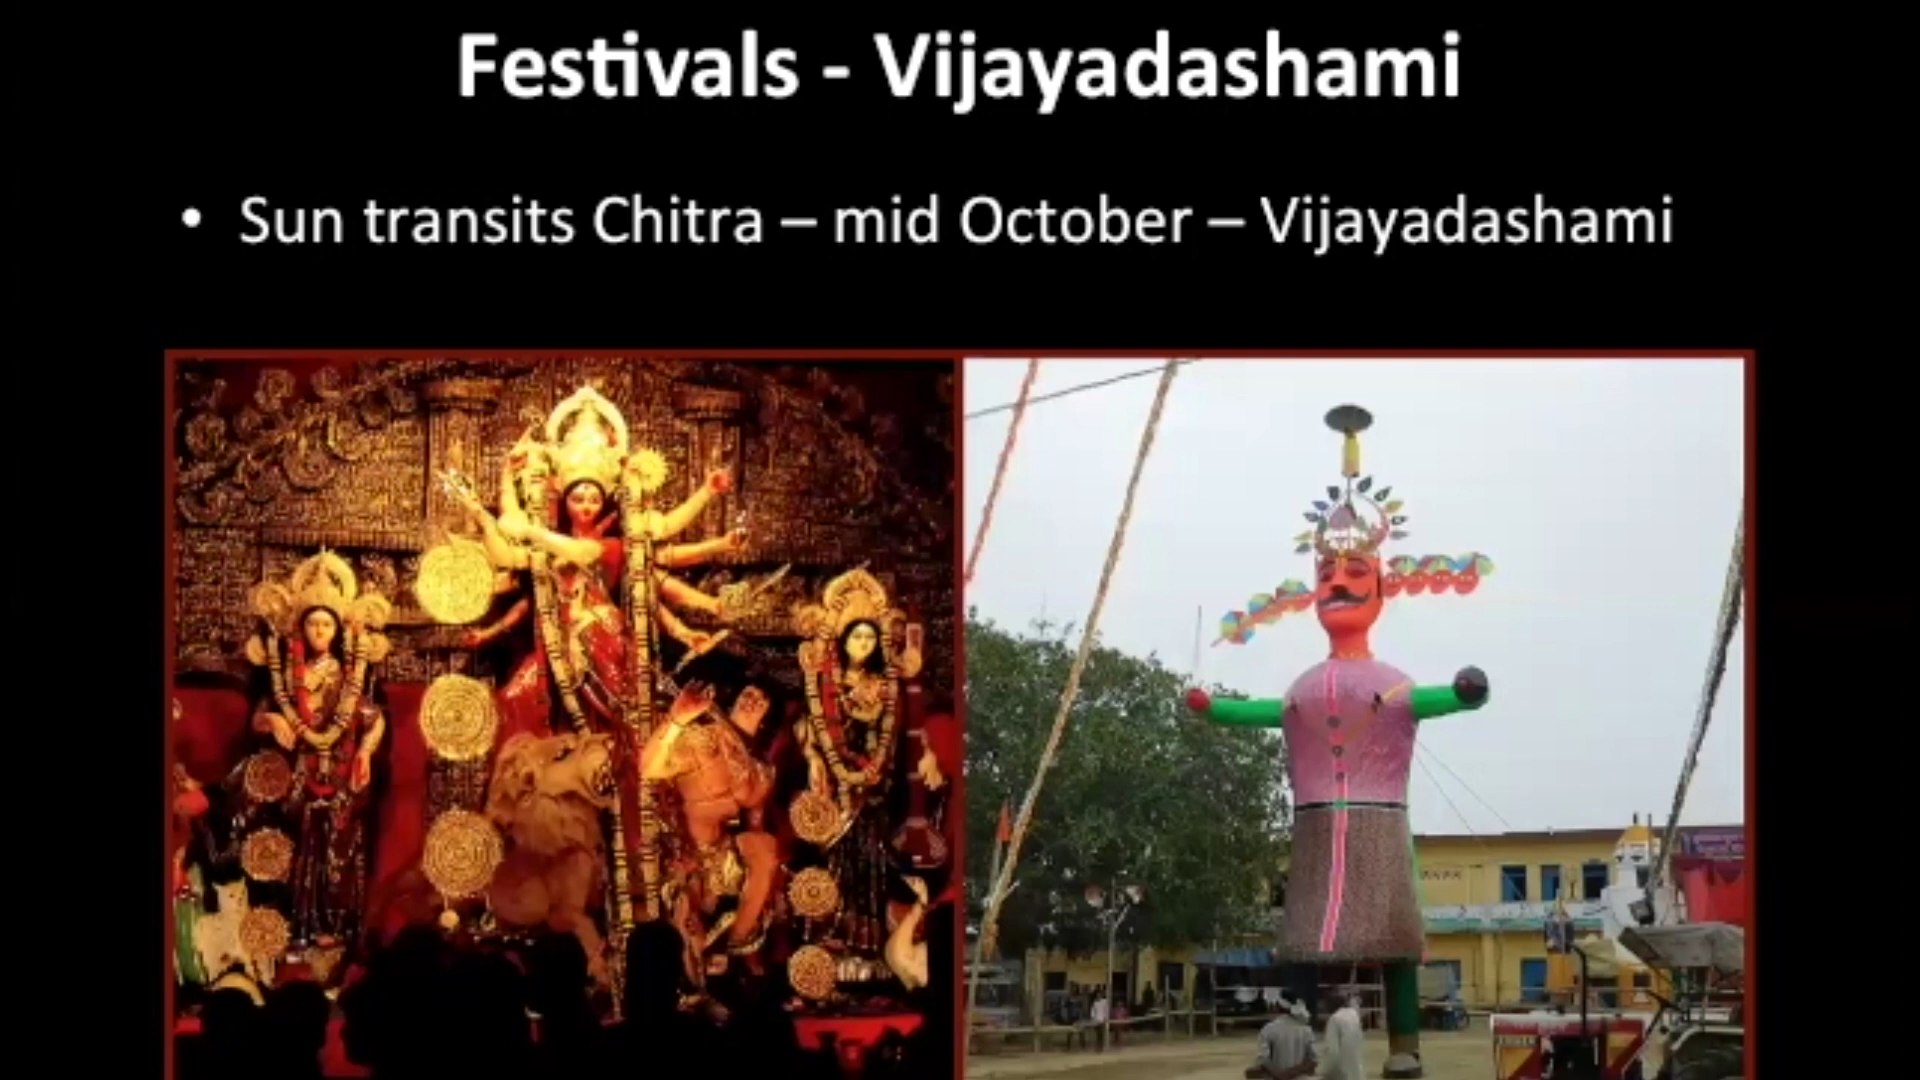 Festivals - Vijayadashami
• Sun transits Chitra – mid October – Vijayadashami